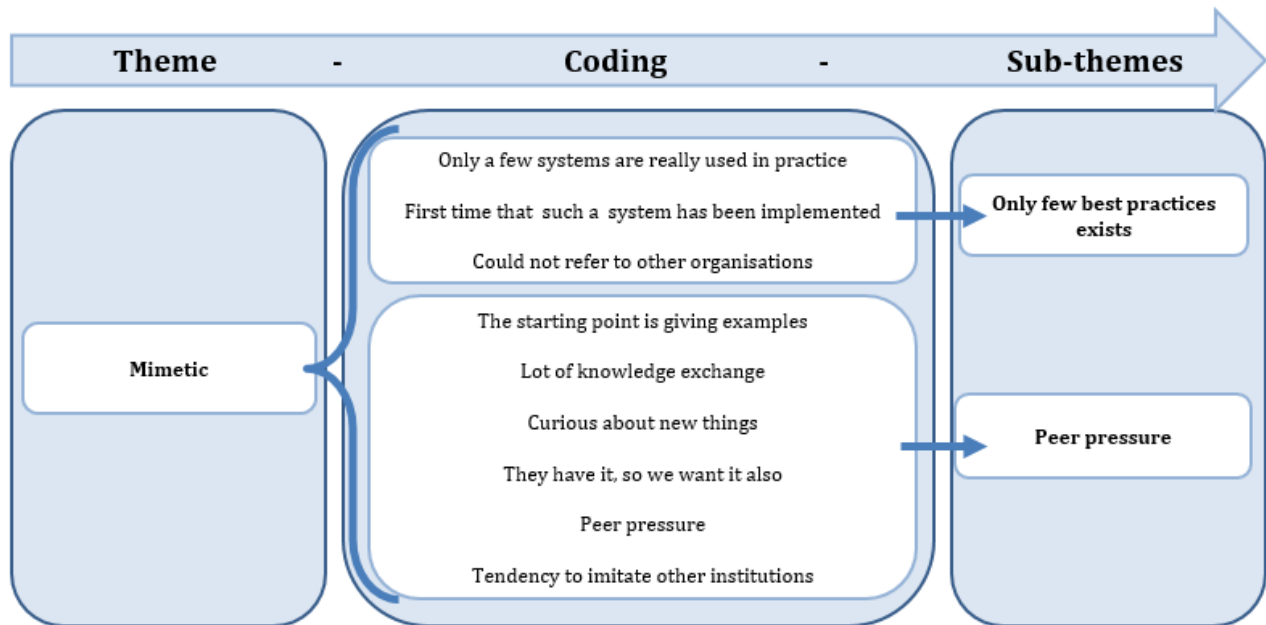 Theme - Coding - Sub-themes
Only a few systems are really used in practice
First time that such a system has been implemented
Could not refer to other organisations
Only few best practices
exists
Mimetic
The starting point is giving examples
Lot of knowledge exchange
Curious about new things
They have it, so we want it also
Peer pressure
Tendency to imitate other institutions
Peer pressure